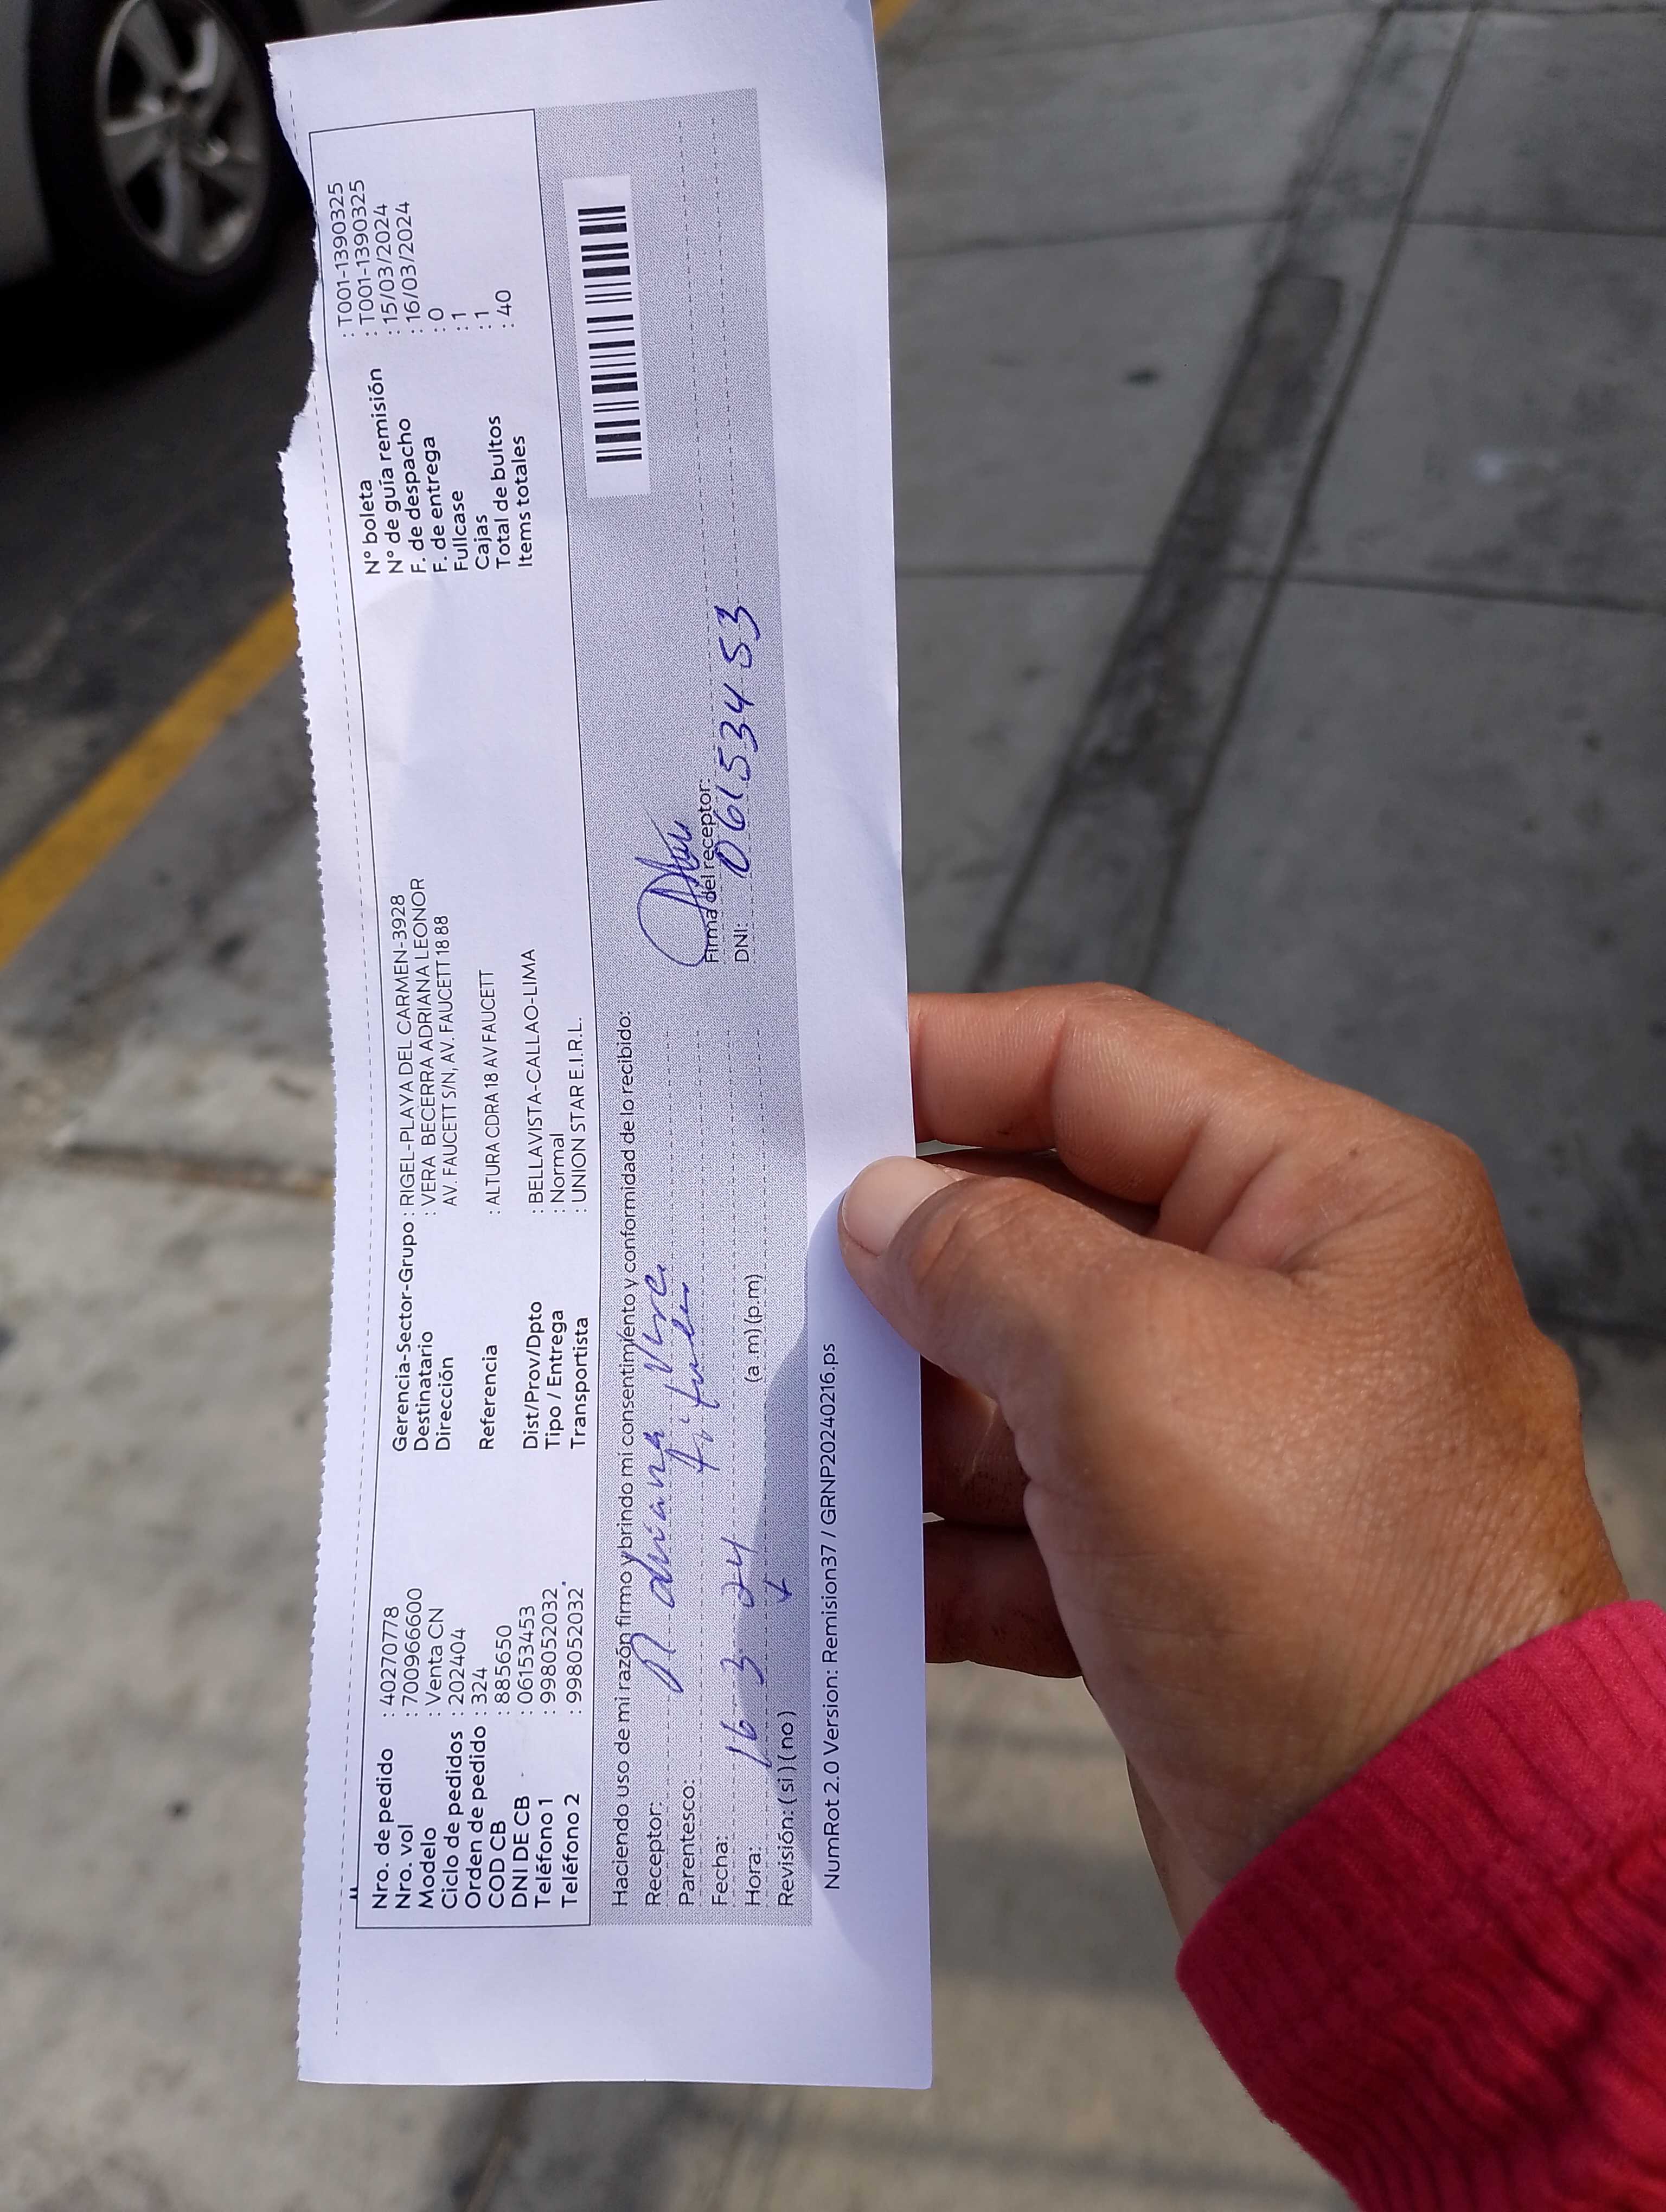 Nro. de pedido : 40270778
Nro. vol : 700966600
Modelo : Venta CN
Ciclo de pedidos : 202404
Orden de pedido : 324
COD CB : 885650
DNI DE CB : 06153453
Teléfono 1 : 998052032
Teléfono 2 : 998052032
Gerencia-Sector-Grupo : RIGEL-PLAYA DEL CARMEN-3928
Destinatario : VERA BECERRA ADRIANA LEONOR
Dirección AV. FAUCETT S/N, AV. FAUCETT 18 88
Referencia : ALTURA CDRA 18 AV FAUCETT
Dist/Prov/Dpto : BELLAVISTA-CALLAO-LIMA
Tipo / Entrega : Normal
Transportista : UNION STAR E.I.R.L.
N° boleta : T001-1390325
N° de guía remisión : T001-1390325
F. de despacho : 15/03/2024
F. de entrega : 16/03/2024
Fullcase : 0
Cajas : 1
Total de bultos : 1
Items totales : 40
Haciendo uso de mi razón firmo y brindo mi consentimiento y conformidad de lo recibido:
Receptor: Adriana Vera
Parentesco:
Fecha: 16 3 24
Hora: (a.m) (p.m)
Revisión: ( si ) ( no )
Firma del receptor:
DNI: 06153453
NumRot 2.0 Version: Remision37 / GRNP20240216.ps